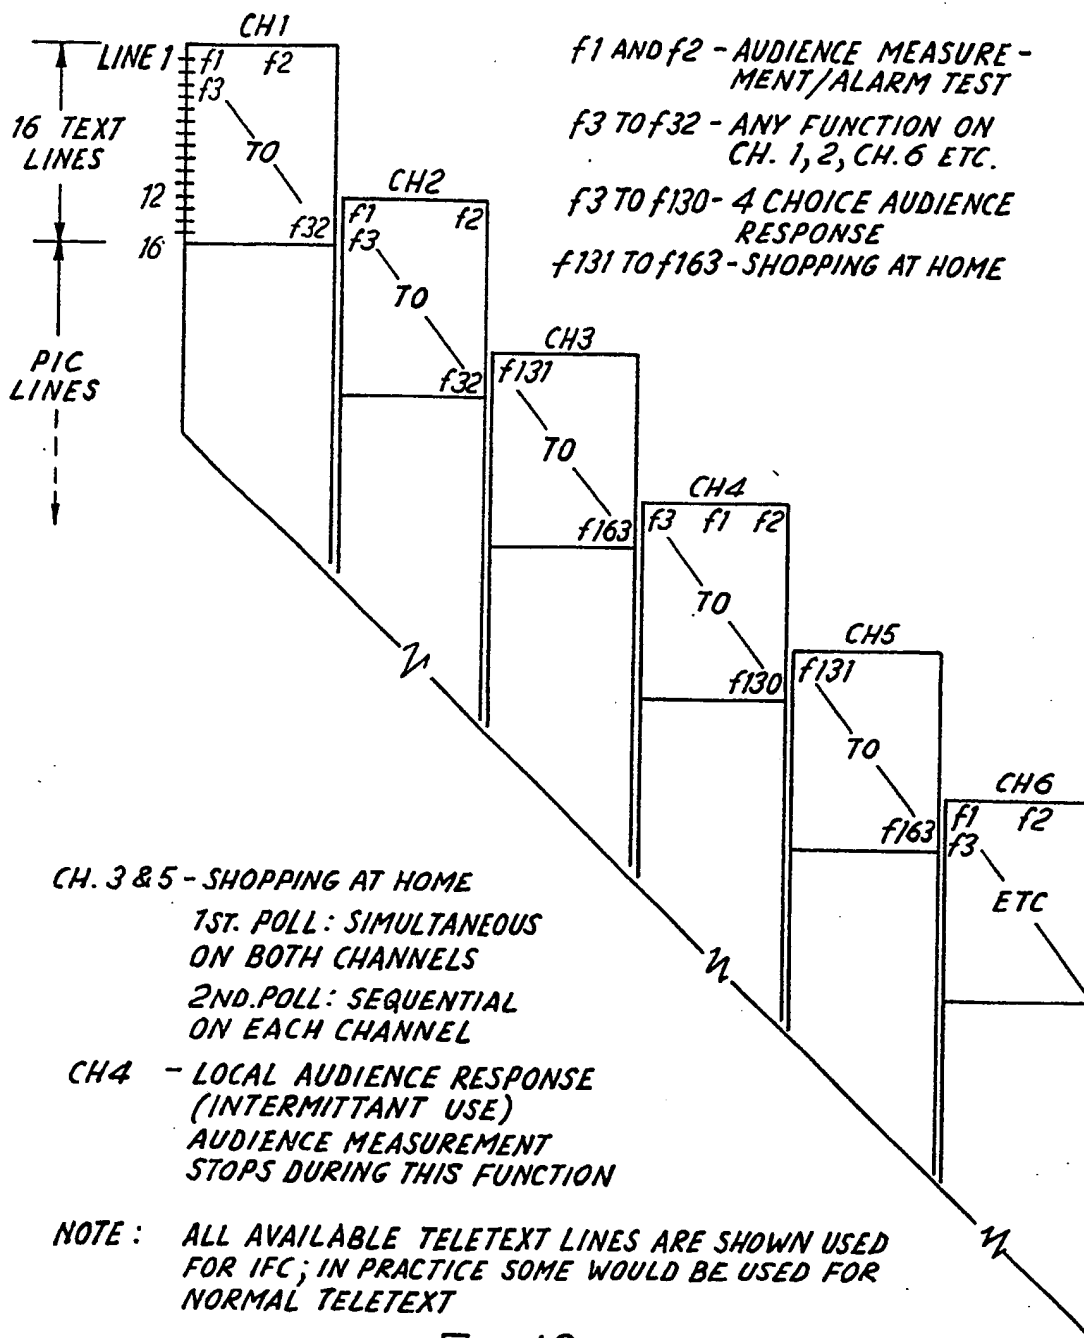 CH1
LINE 1
f1 f2
f3
TO
f32
16 TEXT
LINES
12
16
PIC
LINES
f1 AND f2 - AUDIENCE MEASURE-
MENT/ALARM TEST
f3 TO f32 - ANY FUNCTION ON
CH. 1, 2, CH. 6 ETC.
f3 TO f130 - 4 CHOICE AUDIENCE
RESPONSE
f131 TO f163 - SHOPPING AT HOME
CH2
f1 f2
f3
TO
f32
CH3
f131
TO
f163
CH4
f3 f1 f2
TO
f130
CH5
f131
TO
f163
CH6
f1 f2
f3
ETC
CH. 3 & 5 - SHOPPING AT HOME
1ST. POLL: SIMULTANEOUS
ON BOTH CHANNELS
2ND. POLL: SEQUENTIAL
ON EACH CHANNEL
CH4 - LOCAL AUDIENCE RESPONSE
(INTERMITTANT USE)
AUDIENCE MEASUREMENT
STOPS DURING THIS FUNCTION
NOTE: ALL AVAILABLE TELETEXT LINES ARE SHOWN USED
FOR IFC; IN PRACTICE SOME WOULD BE USED FOR
NORMAL TELETEXT